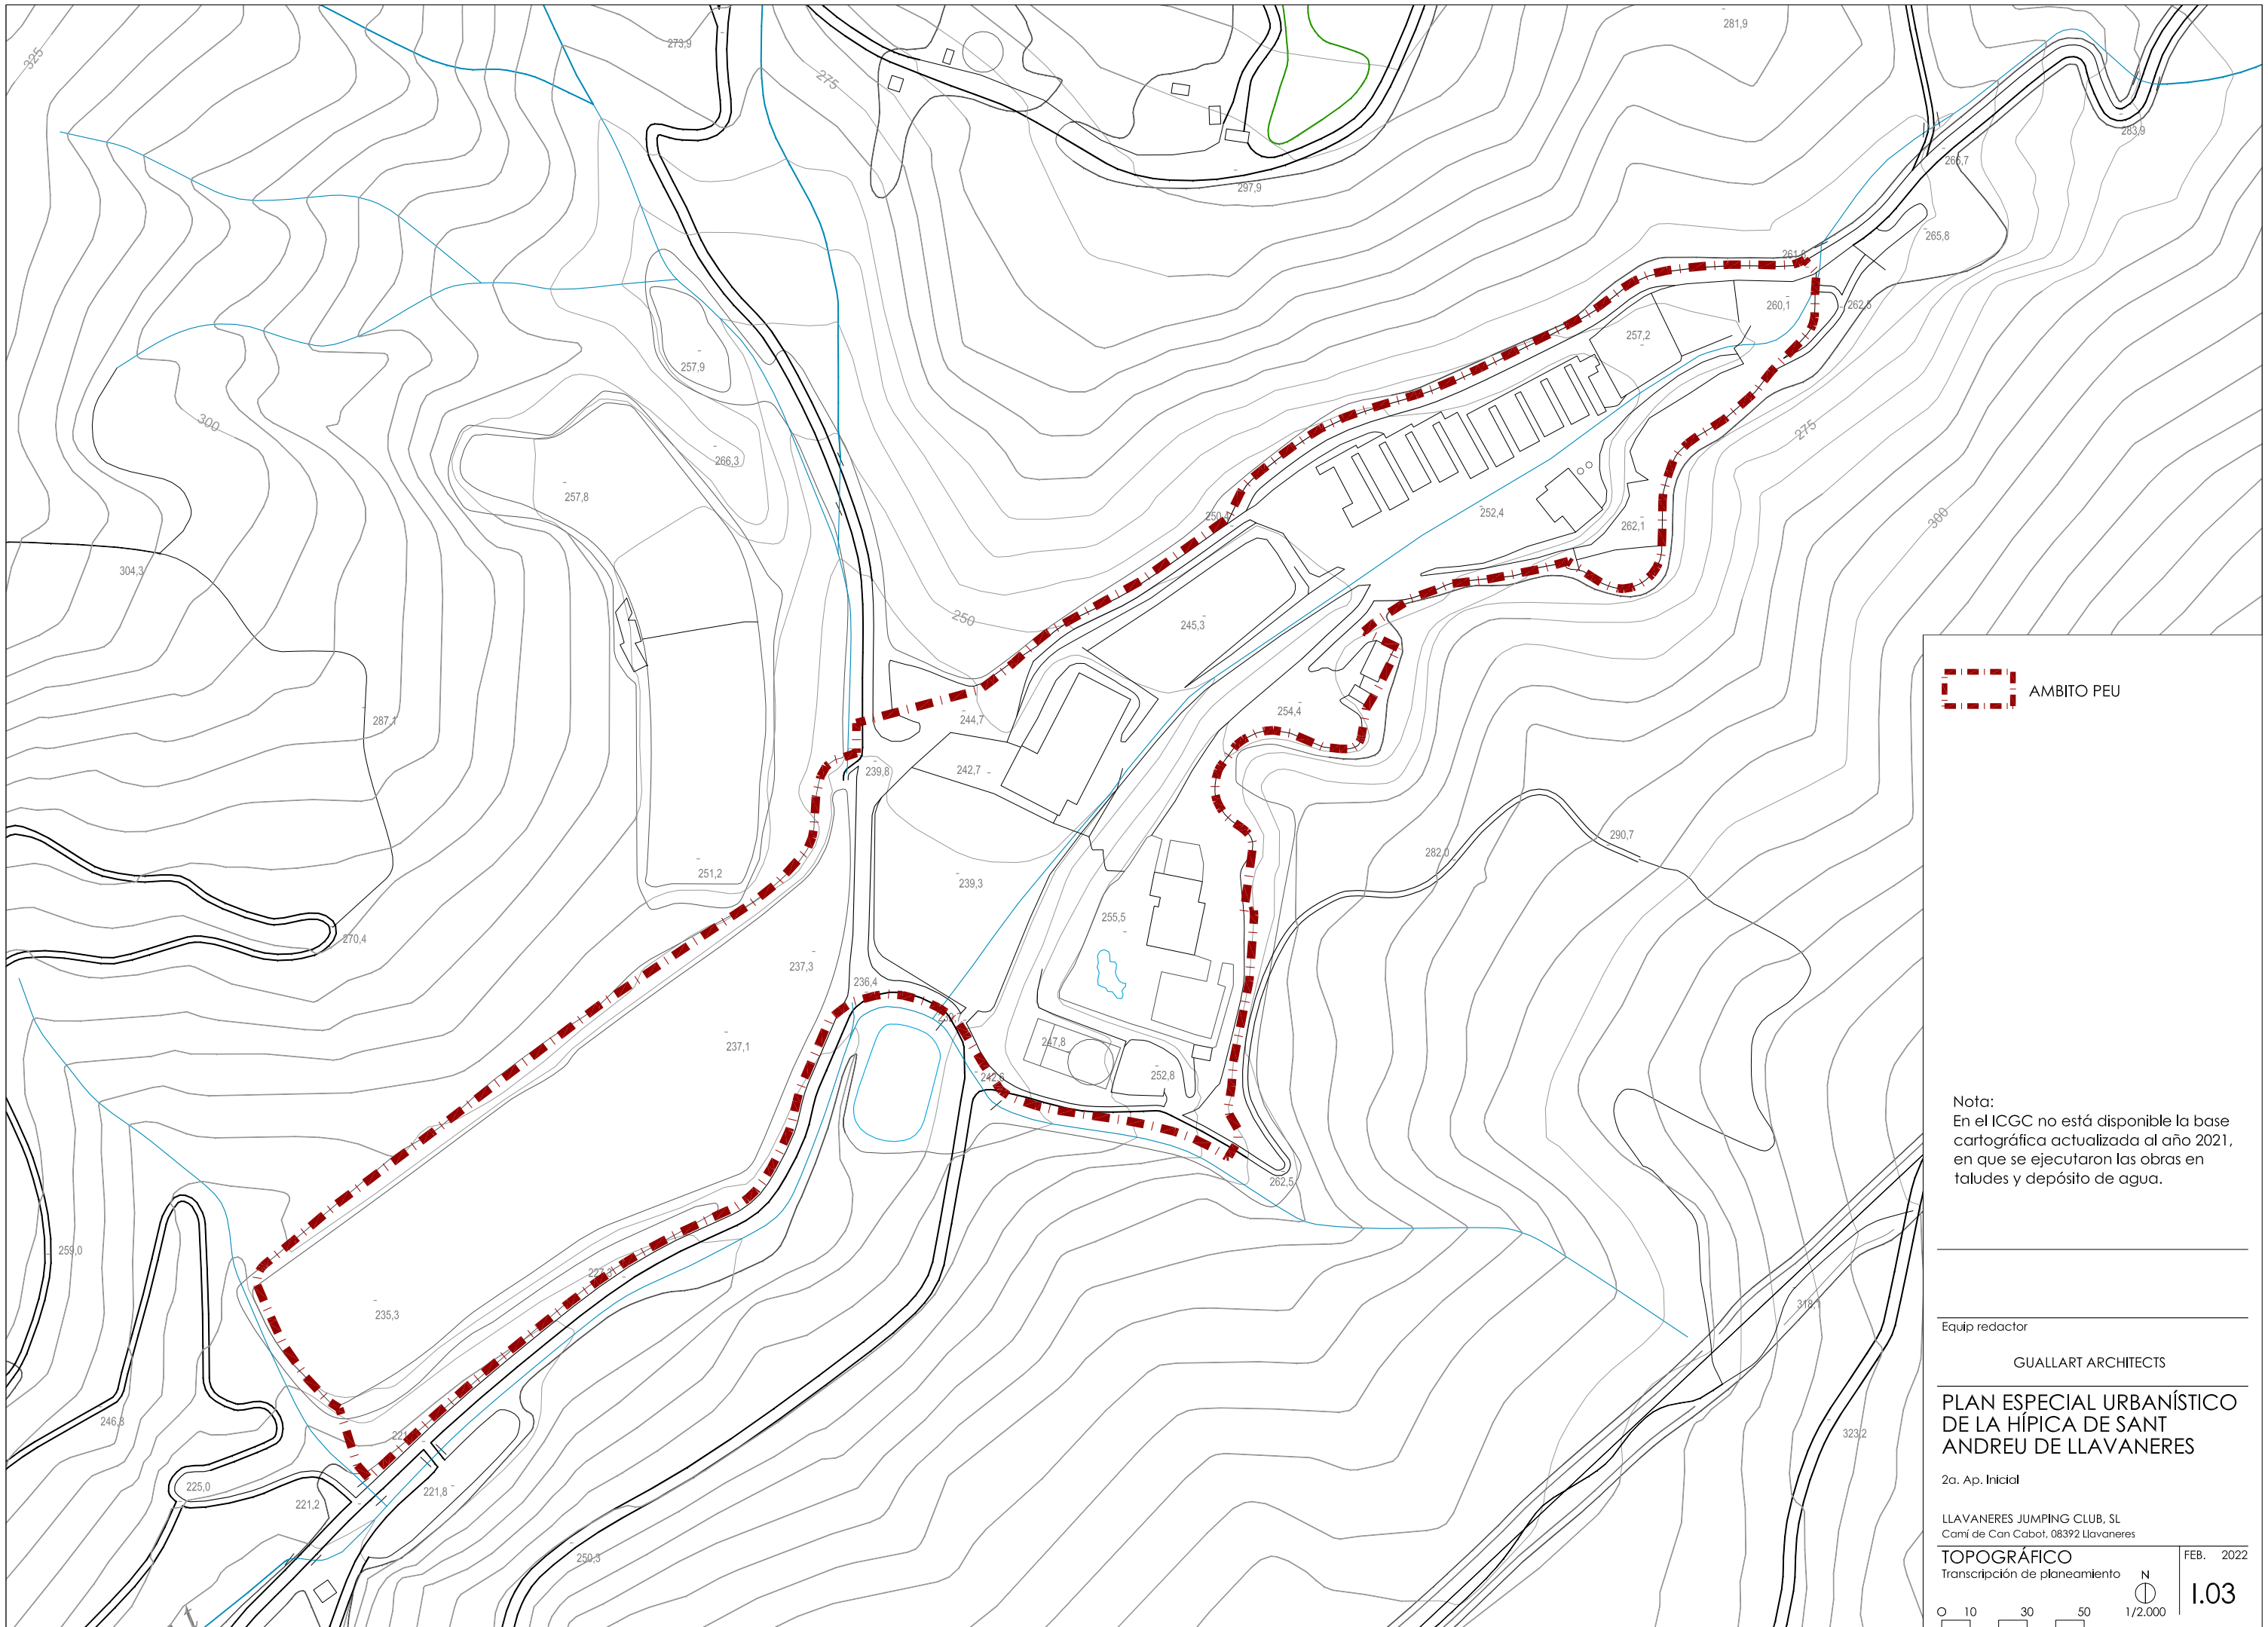 325
273,9
275
281,9
283,9
266,7
297,9
265,8
260,1
262,5
257,2
257,9
275
300
266,3
257,8
252,4
262,1
300
304,3
250
245,3
AMBITO PEU
287,1
244,7
254,4
239,8
242,7
290,7
282,0
251,2
239,3
255,5
270,4
237,3
236,4
237,1
247,8
242,6
252,8
Nota:
En el ICGC no está disponible la base
cartográfica actualizada al año 2021,
en que se ejecutaron las obras en
taludes y depósito de agua.
262,5
259,0
235,3
318,1
Equip redactor
GUALLART ARCHITECTS
PLAN ESPECIAL URBANÍSTICO
DE LA HÍPICA DE SANT
ANDREU DE LLAVANERES
246,8
323,2
2a. Ap. Inicial
225,0
221,2
221,8
LLAVANERES JUMPING CLUB, SL
Camí de Can Cabot, 08392 Llavaneres
250,3
TOPOGRÁFICO
Transcripción de planeamiento
N
1/2.000
FEB. 2022
I.03
O 10 30 50